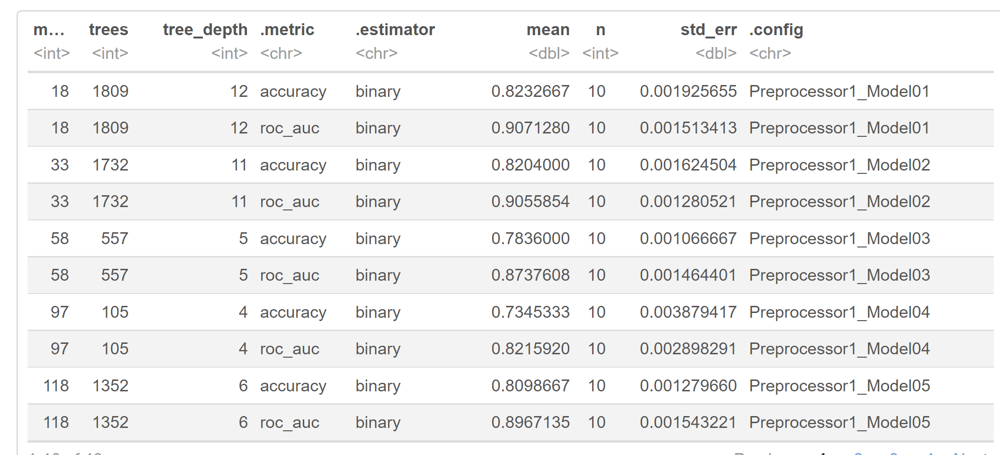 m… trees tree_depth .metric .estimator mean n std_err .config
<int> <int> <int> <chr> <chr> <dbl> <int> <dbl> <chr>
18 1809 12 accuracy binary 0.8232667 10 0.001925655 Preprocessor1_Model01
18 1809 12 roc_auc binary 0.9071280 10 0.001513413 Preprocessor1_Model01
33 1732 11 accuracy binary 0.8204000 10 0.001624504 Preprocessor1_Model02
33 1732 11 roc_auc binary 0.9055854 10 0.001280521 Preprocessor1_Model02
58 557 5 accuracy binary 0.7836000 10 0.001066667 Preprocessor1_Model03
58 557 5 roc_auc binary 0.8737608 10 0.001464401 Preprocessor1_Model03
97 105 4 accuracy binary 0.7345333 10 0.003879417 Preprocessor1_Model04
97 105 4 roc_auc binary 0.8215920 10 0.002898291 Preprocessor1_Model04
118 1352 6 accuracy binary 0.8098667 10 0.001279660 Preprocessor1_Model05
118 1352 6 roc_auc binary 0.8967135 10 0.001543221 Preprocessor1_Model05